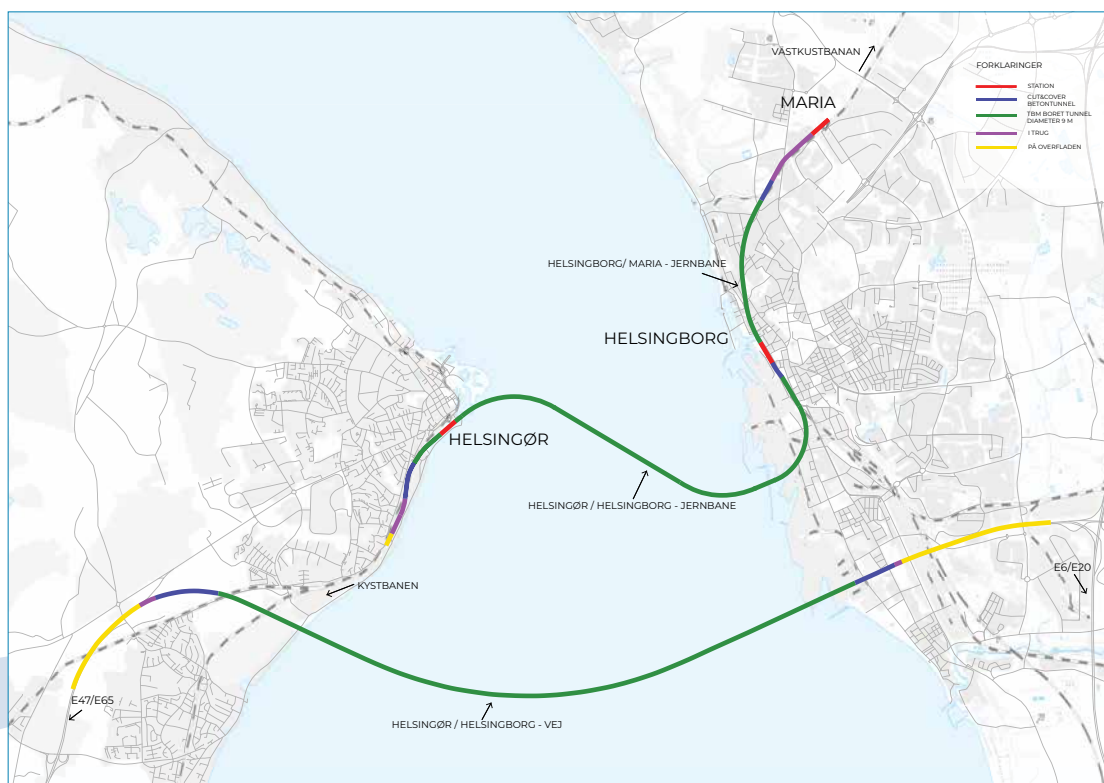 VÄSTKUSTBANAN
FORKLARINGER
STATION
CUT&COVER
BETONTUNNEL
TBM BORET TUNNEL
DIAMETER 9 M
I TRUG
PÅ OVERFLADEN
MARIA
HELSINGBORG/ MARIA - JERNBANE
HELSINGBORG
HELSINGØR
HELSINGØR / HELSINGBORG - JERNBANE
E6/E20
KYSTBANEN
E47/E65
HELSINGØR / HELSINGBORG - VEJ